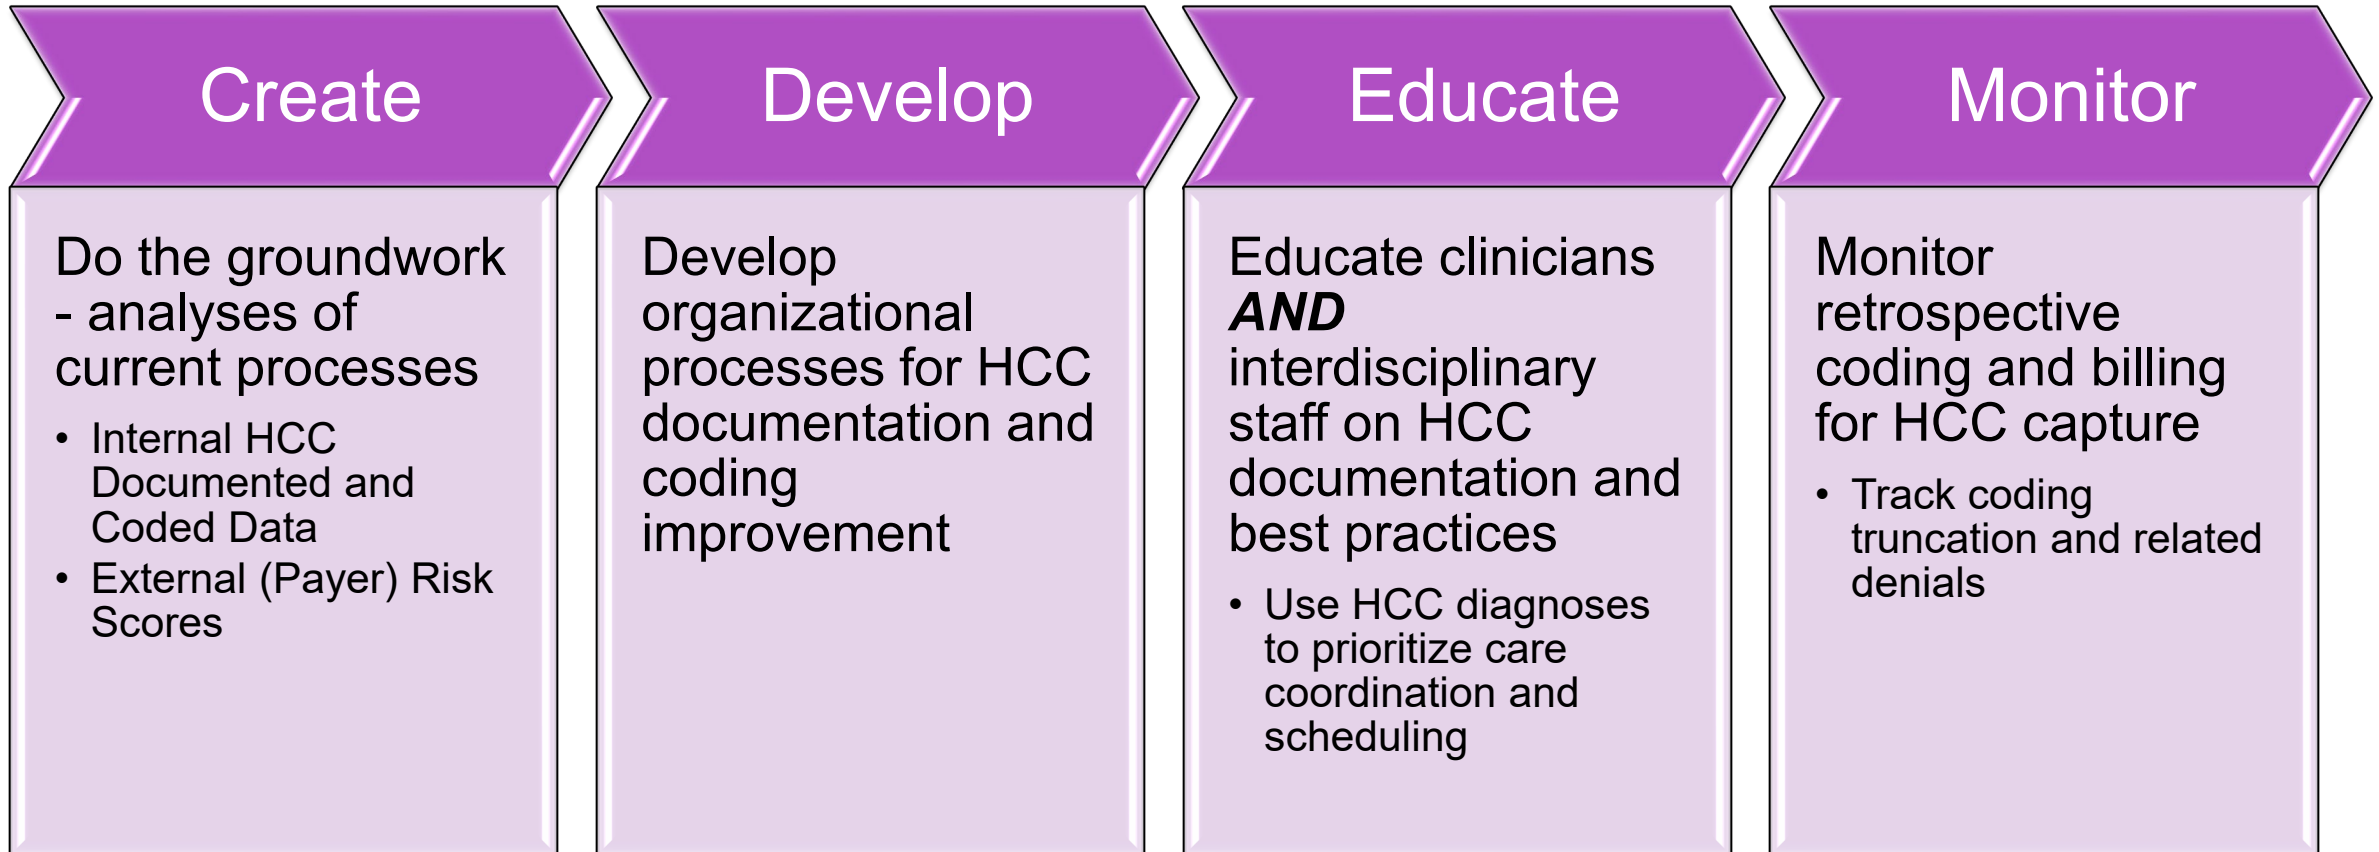 Create
Do the groundwork
- analyses of
current processes
• Internal HCC
Documented and
Coded Data
• External (Payer) Risk
Scores
Develop
Develop
organizational
processes for HCC
documentation and
coding
improvement
Educate
Educate clinicians
AND
interdisciplinary
staff on HCC
documentation and
best practices
• Use HCC diagnoses
to prioritize care
coordination and
scheduling
Monitor
Monitor
retrospective
coding and billing
for HCC capture
• Track coding
truncation and related
denials